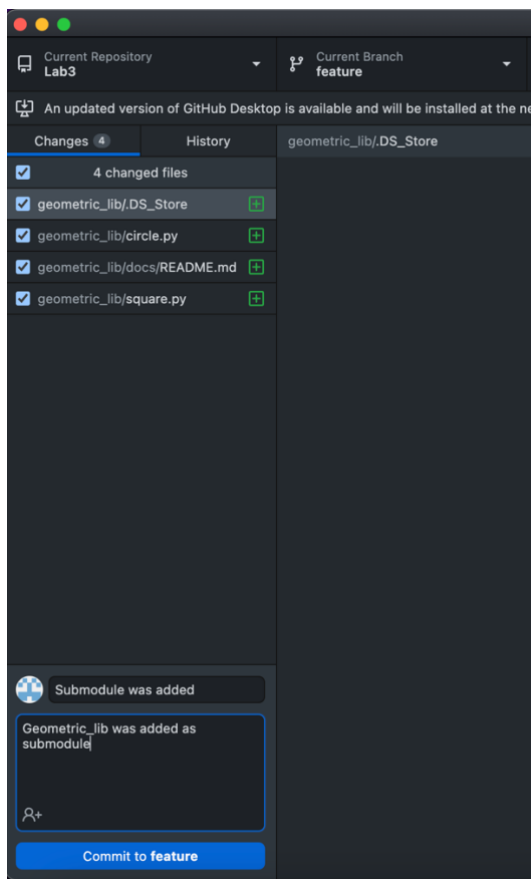 Current Repository
Lab3
Current Branch
feature
An updated version of GitHub Desktop is available and will be installed at the
Changes 4
History
geometric_lib/.DS_Store
4 changed files
geometric_lib/.DS_Store
geometric_lib/circle.py
geometric_lib/docs/README.md
geometric_lib/square.py
Submodule was added
Geometric_lib was added as
submodule
Commit to feature